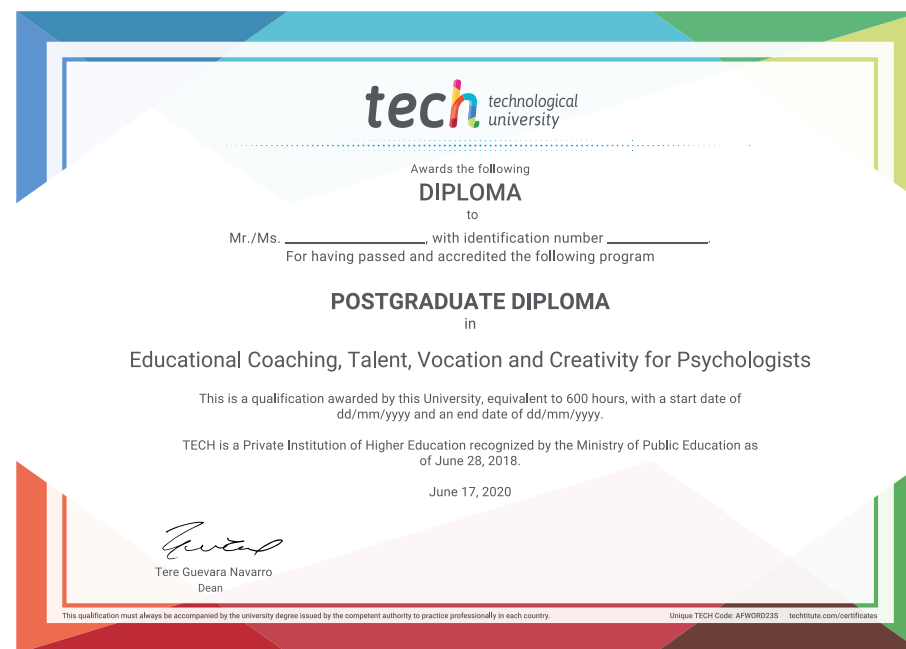 tech technological
university
Awards the following
DIPLOMA
to
Mr./Ms. ______________, with identification number __________.
For having passed and accredited the following program
POSTGRADUATE DIPLOMA
in
Educational Coaching, Talent, Vocation and Creativity for Psychologists
This is a qualification awarded by this University, equivalent to 600 hours, with a start date of
dd/mm/yyyy and an end date of dd/mm/yyyy.
TECH is a Private Institution of Higher Education recognized by the Ministry of Public Education as
of June 28, 2018.
June 17, 2020
Tere Guevara Navarro
Dean
This qualification must always be accompanied by the university degree issued by the competent authority to practice professionally in each country. Unique TECH Code: AFWORD23S techtitute.com/certificates